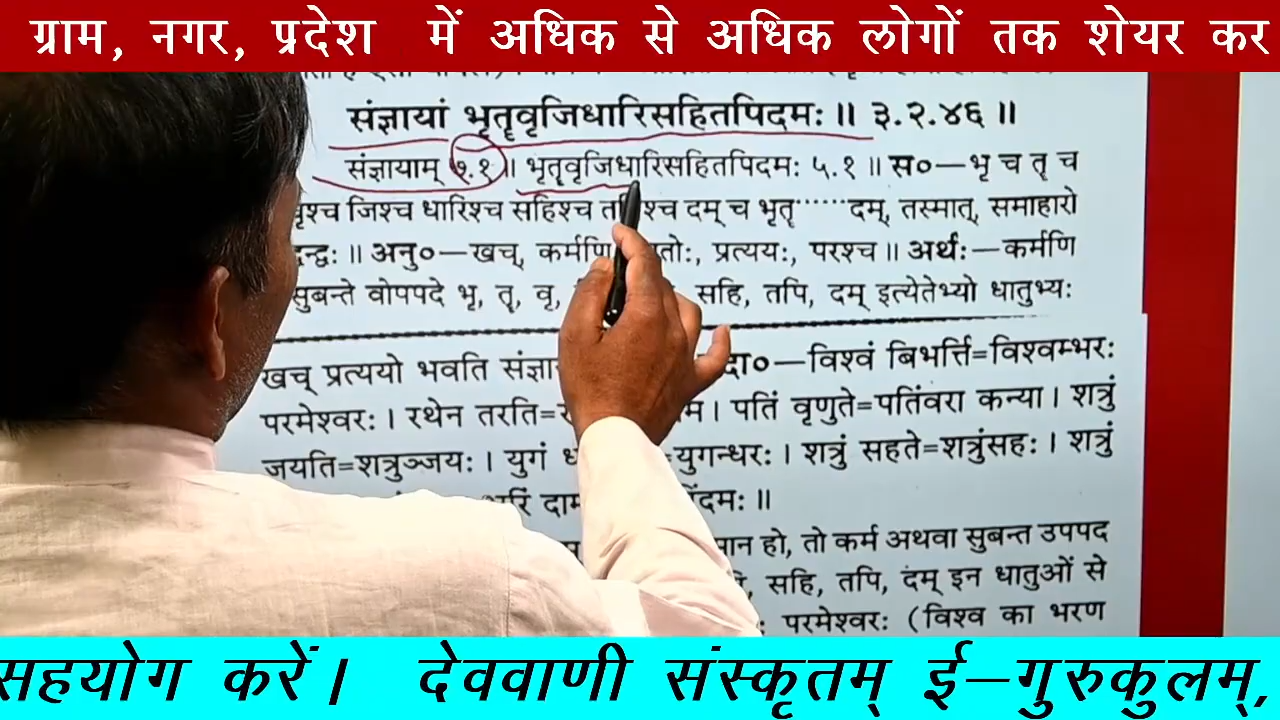 ग्राम, नगर, प्रदेश में अधिक से अधिक लोगों तक शेयर कर
संज्ञायां भृतॄवृजिधारिसहितपिदमः ॥ ३.२.४६ ॥
संज्ञायाम् ७.१ ॥ भृतॄवृजिधारिसहितपिदमः ५.१ ॥ स०—भृ च तॄ च
वृश्च जिश्च धारिश्च सहिश्च दम् च भृतॄ······दम्, तस्मात्, समाहारो
द्वन्द्वः ॥ अनु०—खच्, कर्मणि प्रत्ययः, परश्च ॥ अर्थः—कर्मणि
सुबन्ते वोपपदे भृ, तॄ, वृ, सहि, तपि, दम् इत्येतेभ्यो धातुभ्यः
खच् प्रत्ययो भवति —विश्वं बिभर्त्ति=विश्वम्भरः
परमेश्वरः । रथेन तरति= । पतिं वृणुते=पतिंवरा कन्या । शत्रुं
जयति=शत्रुञ्जयः । युगं युगन्धरः । शत्रुं सहते=शत्रुंसहः । शत्रुं
॥
हो, तो कर्म अथवा सुबन्त उपपद
सहि, तपि, दम् इन धातुओं से
परमेश्वरः (विश्व का भरण
सहयोग करें। देववाणी संस्कृतम् ई–गुरुकुलम्,